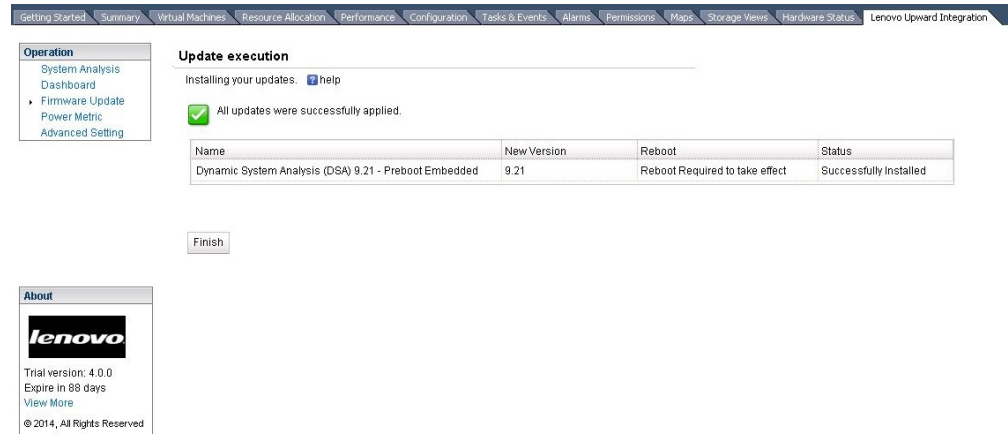 Getting Started Summary Virtual Machines Resource Allocation Performance Configuration Tasks & Events Alarms Permissions Maps Storage Views Hardware Status Lenovo Upward Integration
Operation
System Analysis
Dashboard
Firmware Update
Power Metric
Advanced Setting
Update execution
Installing your updates. ? help
All updates were successfully applied.
Name New Version Reboot Status
Dynamic System Analysis (DSA) 9.21 - Preboot Embedded 9.21 Reboot Required to take effect Successfully Installed
Finish
About
lenovo
Trial version: 4.0.0
Expire in 88 days
View More
© 2014, All Rights Reserved